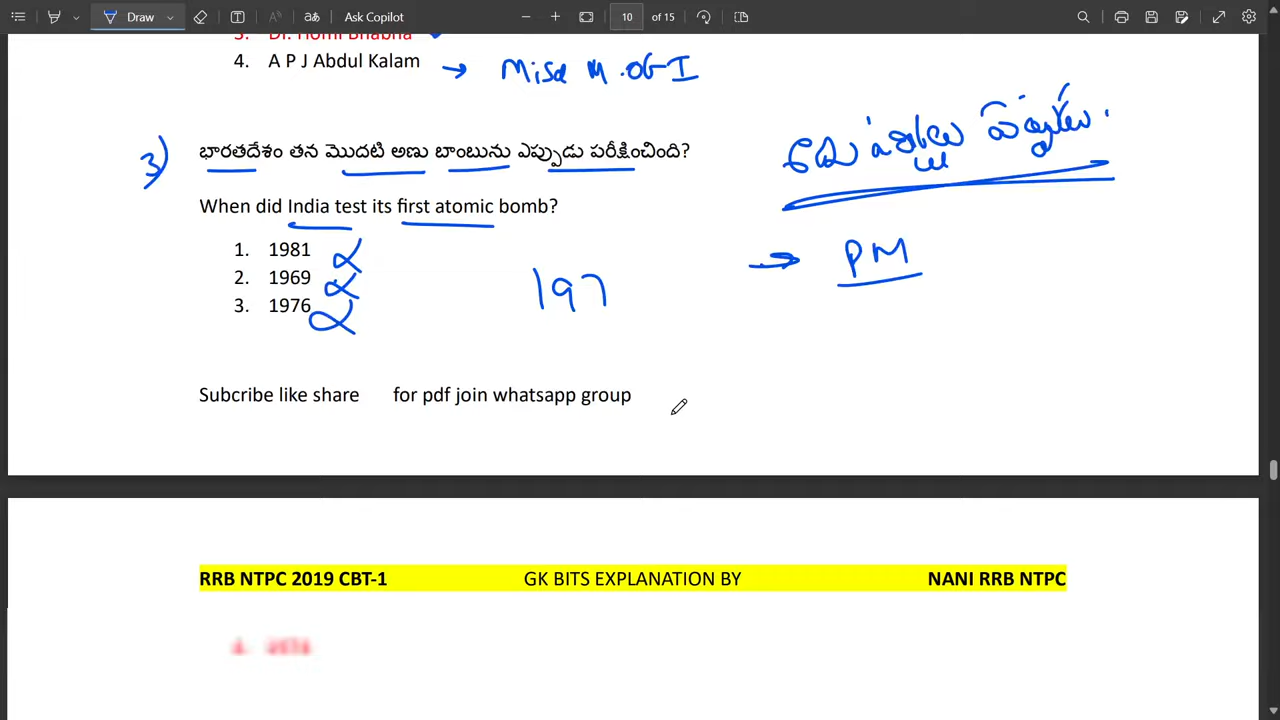 Draw
Ask Copilot
10 of 15
3. Dr. Homi Bhabha
4. A P J Abdul Kalam → Misa M.OF I
3) భారతదేశం తన మొదటి అణు బాంబును ఎప్పుడు పరీక్షించింది?
When did India test its first atomic bomb?
1. 1981
2. 1969
3. 1976
197
→ PM
Subcribe like share for pdf join whatsapp group
RRB NTPC 2019 CBT-1 GK BITS EXPLANATION BY NANI RRB NTPC